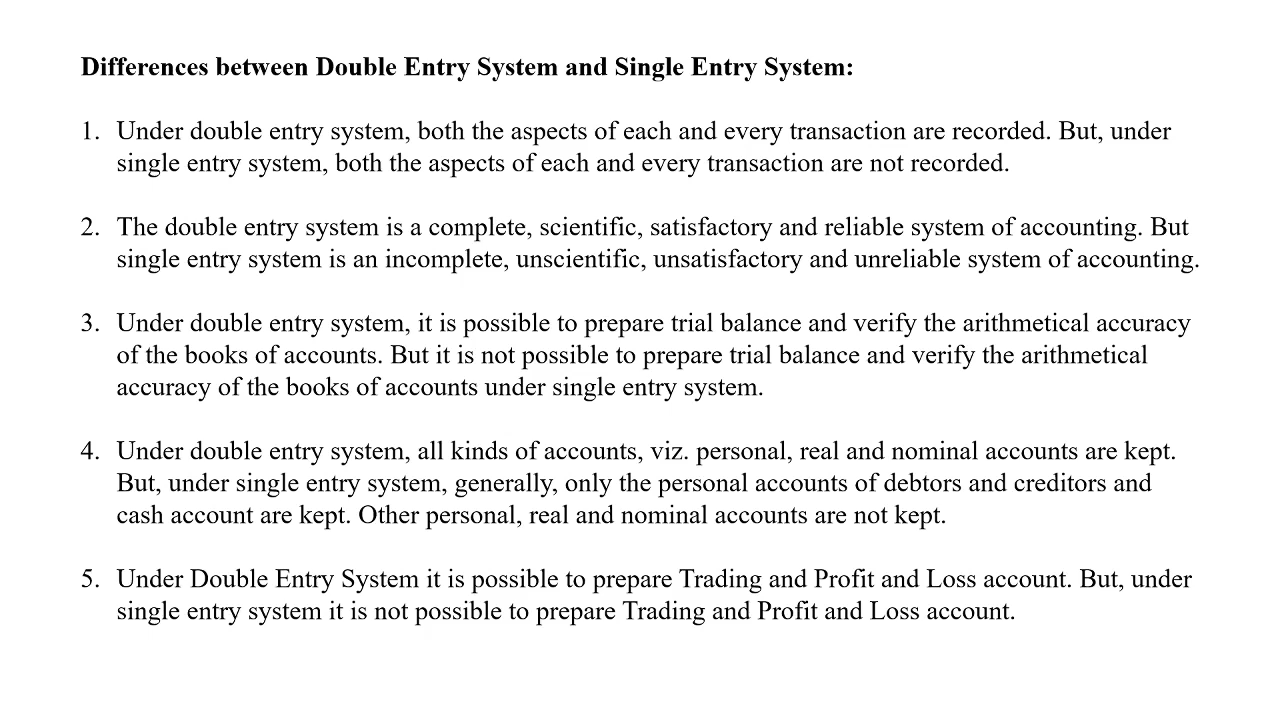 Differences between Double Entry System and Single Entry System:
1. Under double entry system, both the aspects of each and every transaction are recorded. But, under
single entry system, both the aspects of each and every transaction are not recorded.
2. The double entry system is a complete, scientific, satisfactory and reliable system of accounting. But
single entry system is an incomplete, unscientific, unsatisfactory and unreliable system of accounting.
3. Under double entry system, it is possible to prepare trial balance and verify the arithmetical accuracy
of the books of accounts. But it is not possible to prepare trial balance and verify the arithmetical
accuracy of the books of accounts under single entry system.
4. Under double entry system, all kinds of accounts, viz. personal, real and nominal accounts are kept.
But, under single entry system, generally, only the personal accounts of debtors and creditors and
cash account are kept. Other personal, real and nominal accounts are not kept.
5. Under Double Entry System it is possible to prepare Trading and Profit and Loss account. But, under
single entry system it is not possible to prepare Trading and Profit and Loss account.